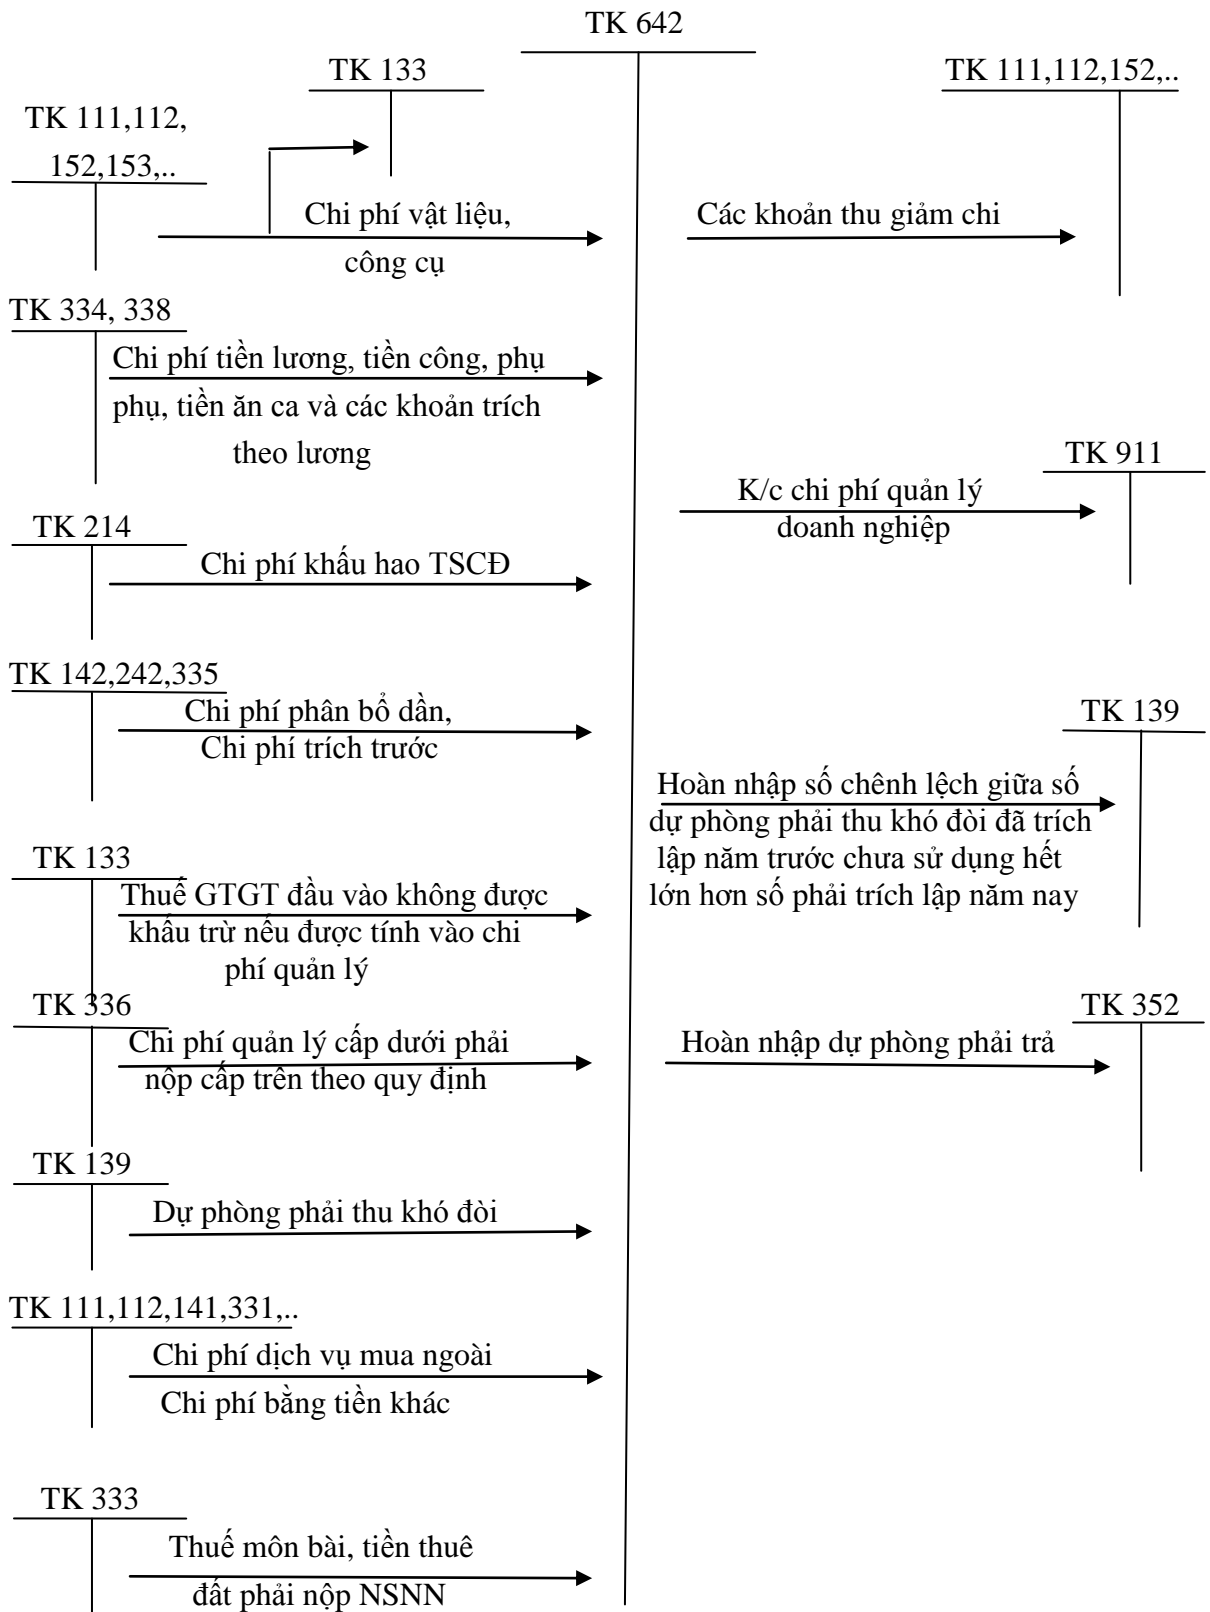 TK 642
TK 133
TK 111,112,152,..
TK 111,112,
152,153,..
Chi phí vật liệu,
công cụ
Các khoản thu giảm chi
TK 334, 338
Chi phí tiền lương, tiền công, phụ
phụ, tiền ăn ca và các khoản trích
theo lương
TK 911
K/c chi phí quản lý
doanh nghiệp
TK 214
Chi phí khấu hao TSCĐ
TK 142,242,335
Chi phí phân bổ dần,
Chi phí trích trước
TK 139
Hoàn nhập số chênh lệch giữa số
dự phòng phải thu khó đòi đã trích
lập năm trước chưa sử dụng hết
lớn hơn số phải trích lập năm nay
TK 133
Thuế GTGT đầu vào không được
khấu trừ nếu được tính vào chi
phí quản lý
TK 336
Chi phí quản lý cấp dưới phải
nộp cấp trên theo quy định
TK 352
Hoàn nhập dự phòng phải trả
TK 139
Dự phòng phải thu khó đòi
TK 111,112,141,331,..
Chi phí dịch vụ mua ngoài
Chi phí bằng tiền khác
TK 333
Thuế môn bài, tiền thuê
đất phải nộp NSNN